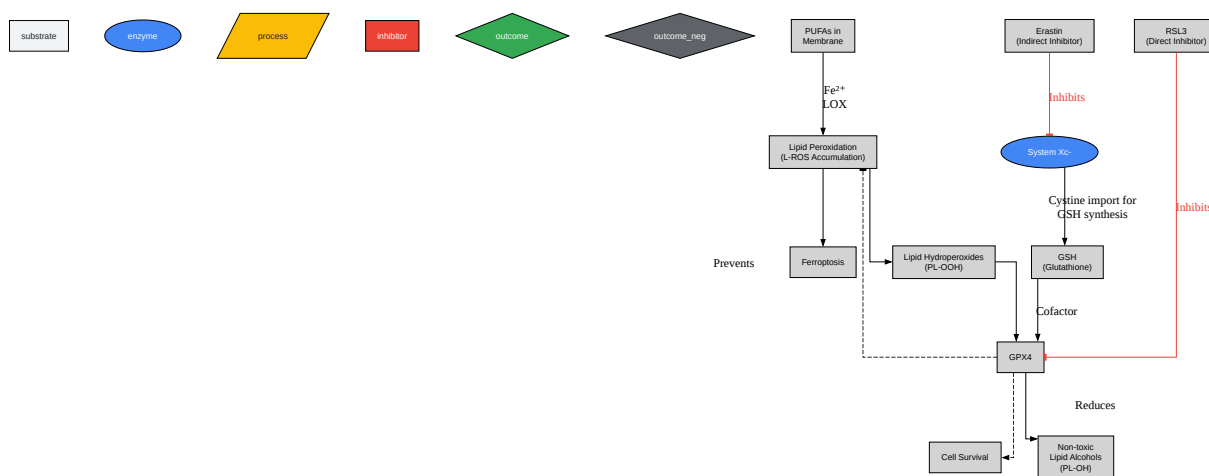 substrate
enzyme
process
inhibitor
outcome
outcome_neg
PUFAs in
Membrane
Erastin
(Indirect Inhibitor)
RSL3
(Direct Inhibitor)
Fe²⁺
LOX
Inhibits
Lipid Peroxidation
(L-ROS Accumulation)
System Xc-
Cystine import for
GSH synthesis
Inhibits
Prevents
Ferroptosis
Lipid Hydroperoxides
(PL-OOH)
GSH
(Glutathione)
Cofactor
GPX4
Reduces
Cell Survival
Non-toxic
Lipid Alcohols
(PL-OH)